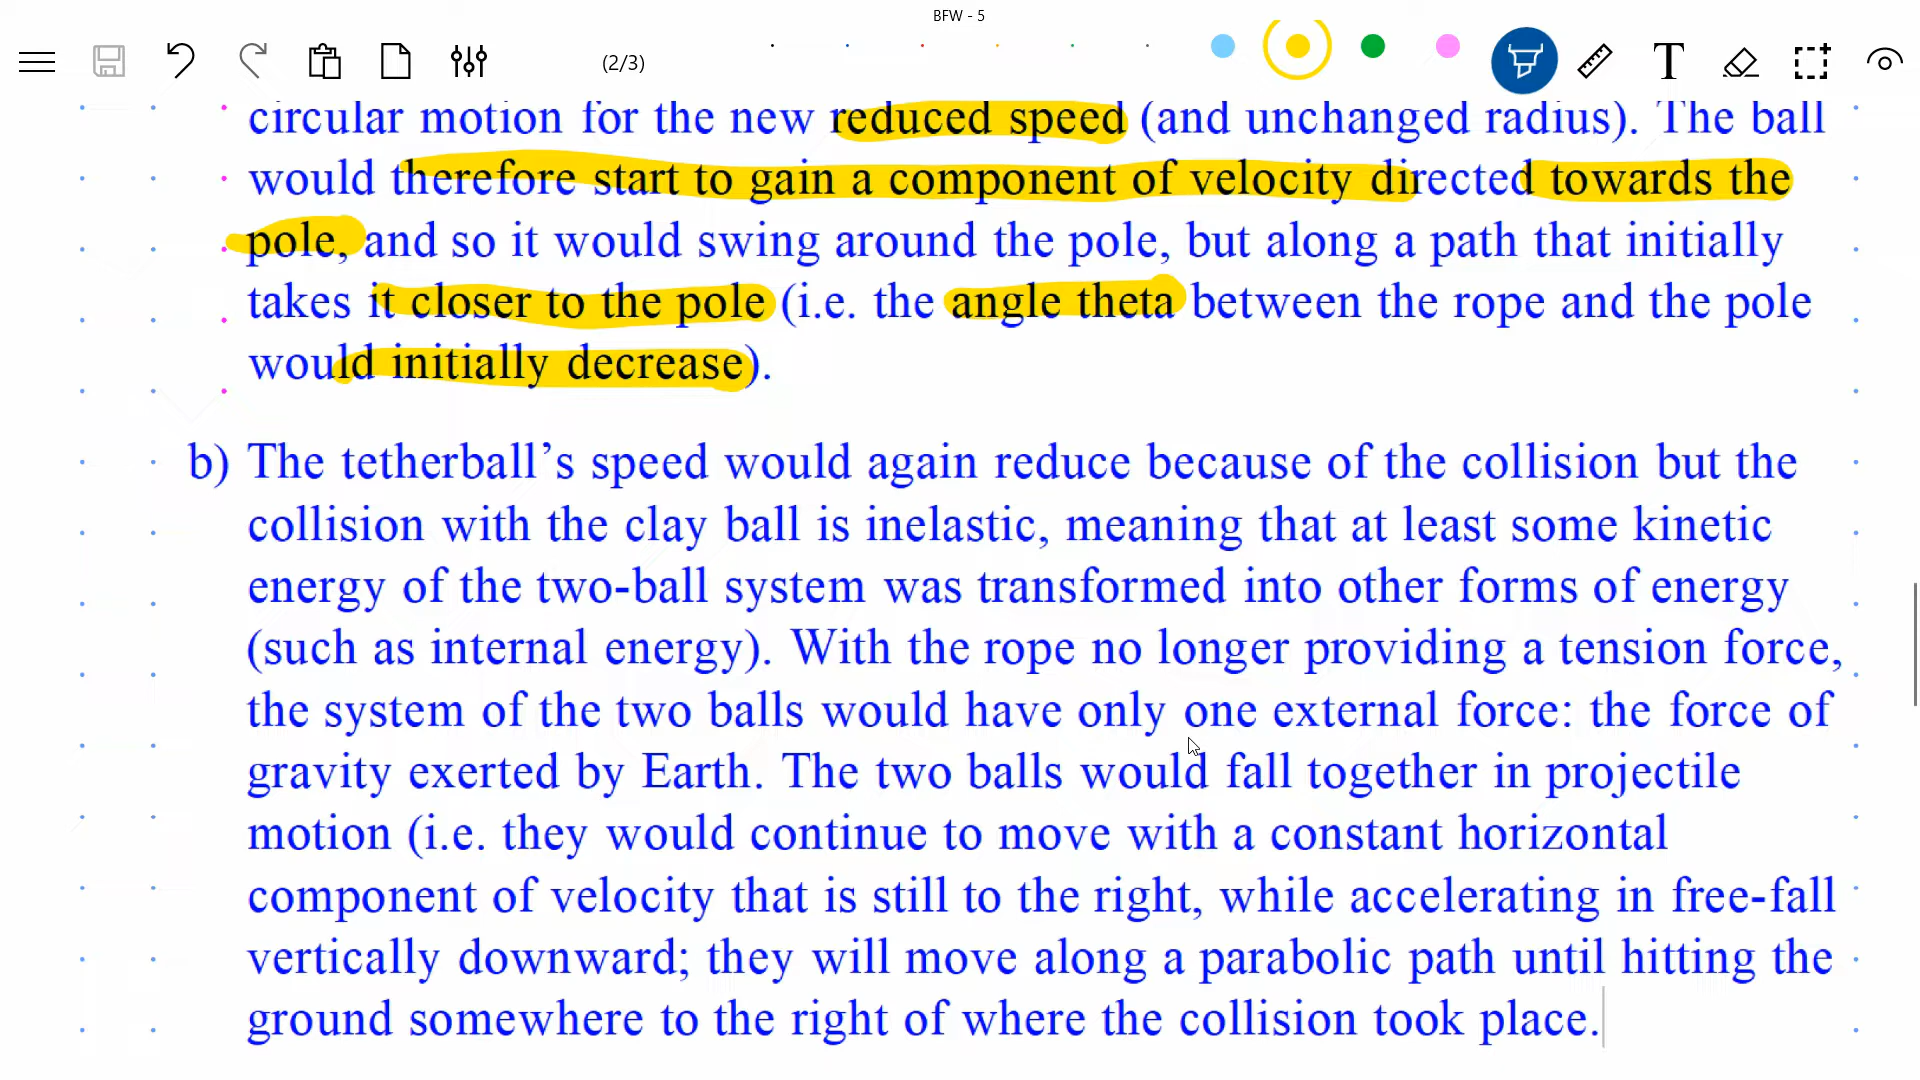 BFW - 5
(2/3)
T
circular motion for the new reduced speed (and unchanged radius). The ball
would therefore start to gain a component of velocity directed towards the
pole, and so it would swing around the pole, but along a path that initially
takes it closer to the pole (i.e. the angle theta between the rope and the pole
would initially decrease).
b) The tetherball’s speed would again reduce because of the collision but the
collision with the clay ball is inelastic, meaning that at least some kinetic
energy of the two-ball system was transformed into other forms of energy
(such as internal energy). With the rope no longer providing a tension force,
the system of the two balls would have only one external force: the force of
gravity exerted by Earth. The two balls would fall together in projectile
motion (i.e. they would continue to move with a constant horizontal
component of velocity that is still to the right, while accelerating in free-fall
vertically downward; they will move along a parabolic path until hitting the
ground somewhere to the right of where the collision took place.